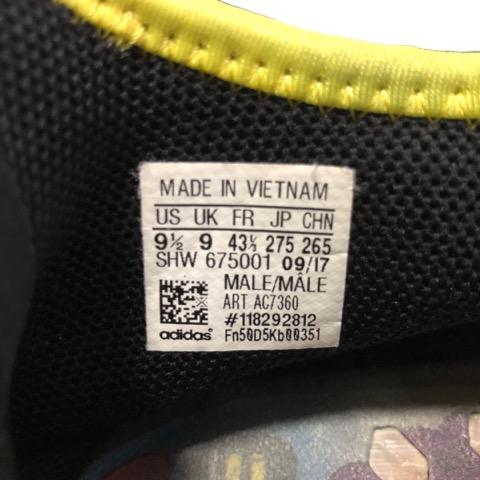 MADE IN VIETNAM
US UK FR JP CHN
9½ 9 43⅓ 275 265
SHW 675001 09/17
MALE/MÂLE
ART AC7360
#118292812
adidas® Fn50D5Kb00351